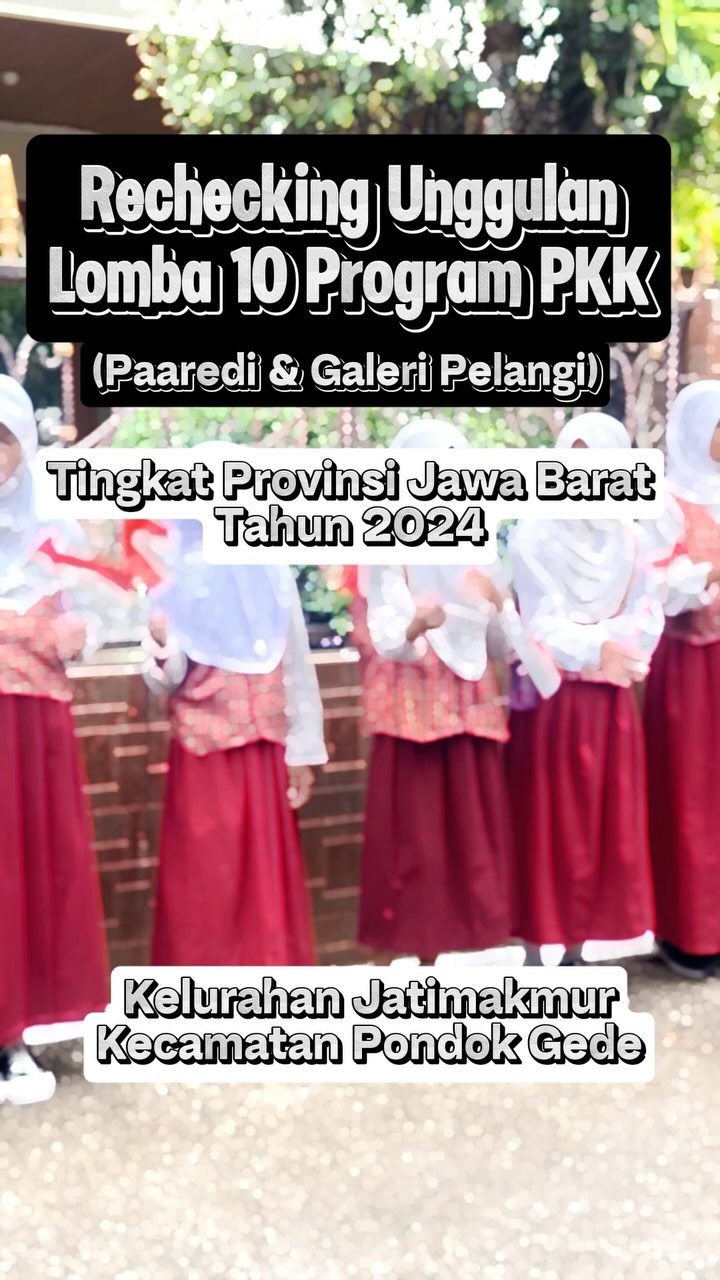 Rechecking Unggulan
Lomba 10 Program PKK
(Paaredi & Galeri Pelangi)
Tingkat Provinsi Jawa Barat
Tahun 2024
Kelurahan Jatimakmur
Kecamatan Pondok Gede